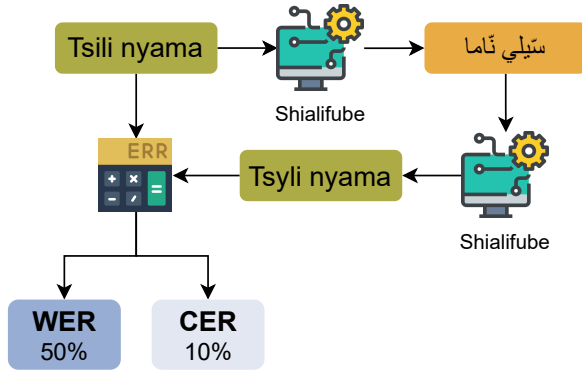 Tsili nyama
Shialifube
سّيلي نّاما
Shialifube
Tsyli nyama
ERR
WER
50%
CER
10%